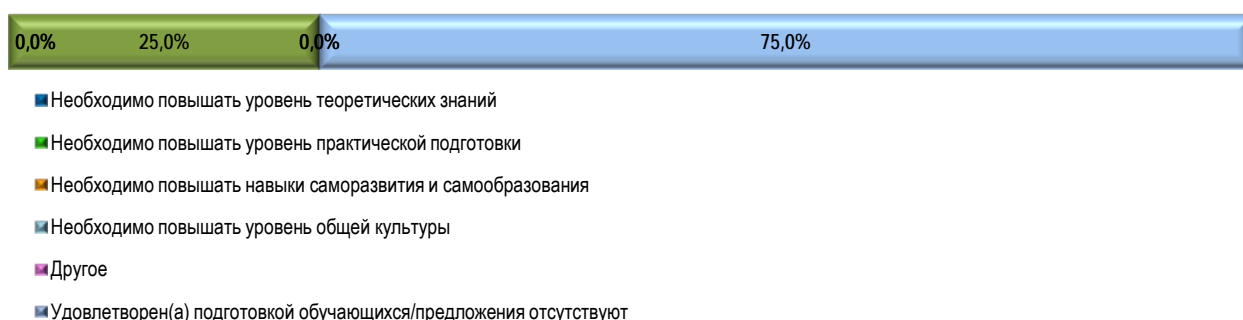 0,0% 25,0% 0,0% 75,0%
Необходимо повышать уровень теоретических знаний
Необходимо повышать уровень практической подготовки
Необходимо повышать навыки саморазвития и самообразования
Необходимо повышать уровень общей культуры
Другое
Удовлетворен(а) подготовкой обучающихся/предложения отсутствуют